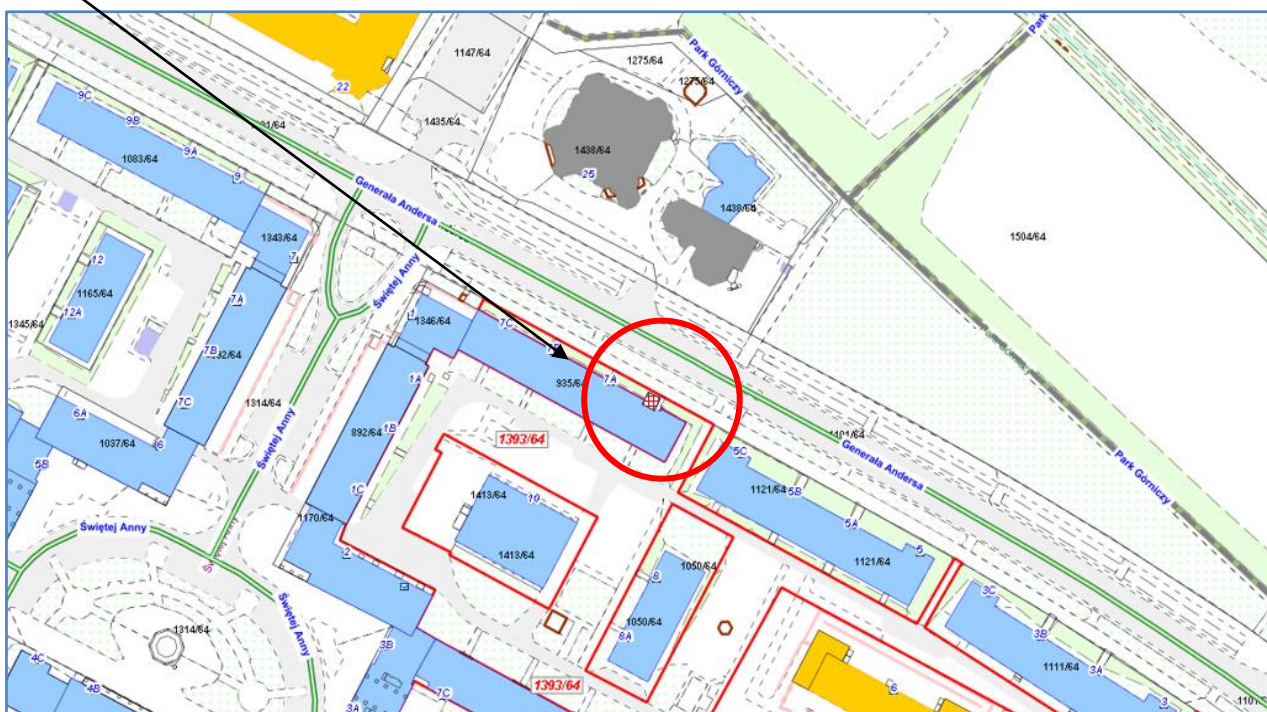 Park Górniczy
Park
1147/64
1275/64
1275/64
22
9C
9B
1435/64
9A
1083/64
9
1438/64
25
Generała Andersa
1438/64
1343/64
7
1504/64
12
1165/64
7A
Świętej Anny
12A
1345/64
7B
1
1346/64
7C
7C
1A
935/64
7A
1314/64
6A
1037/64
6
892/64
1B
1393/64
Generała Andersa
5C
Park Górniczy
5B
Świętej Anny
1121/64
5B
1C
1413/64
10
5A
Świętej Anny
1170/64
2
1413/64
5
1050/64
1121/64
8
3C
1050/64
Świętej Anny
1314/64
8A
3B
3B
3A
1111/64
4C
4B
1393/64
7C
6
3A
3